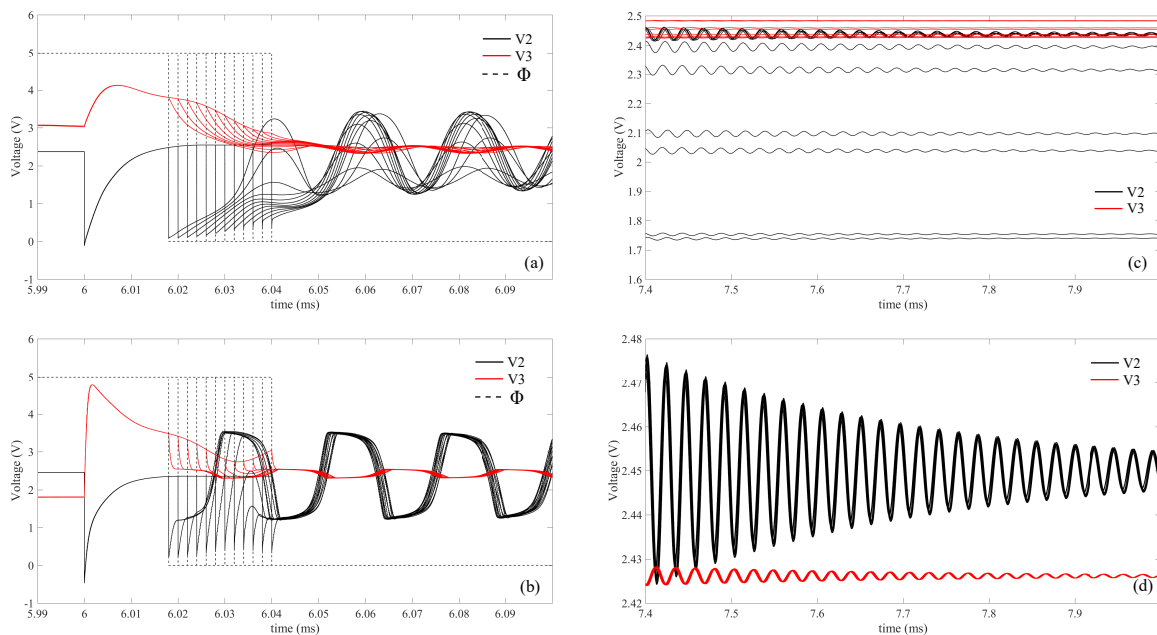 6
5
4
3
2
1
0
-1
Voltage (V)
V2
V3
Φ
(a)
5.99 6 6.01 6.02 6.03 6.04 6.05 6.06 6.07 6.08 6.09
time (ms)
2.5
2.4
2.3
2.2
2.1
2
1.9
1.8
1.7
1.6
Voltage (V)
V2
V3
(c)
7.4 7.5 7.6 7.7 7.8 7.9
time (ms)
6
5
4
3
2
1
0
-1
Voltage (V)
V2
V3
Φ
(b)
5.99 6 6.01 6.02 6.03 6.04 6.05 6.06 6.07 6.08 6.09
time (ms)
2.48
2.47
2.46
2.45
2.44
2.43
2.42
Voltage (V)
V2
V3
(d)
7.4 7.5 7.6 7.7 7.8 7.9
time (ms)